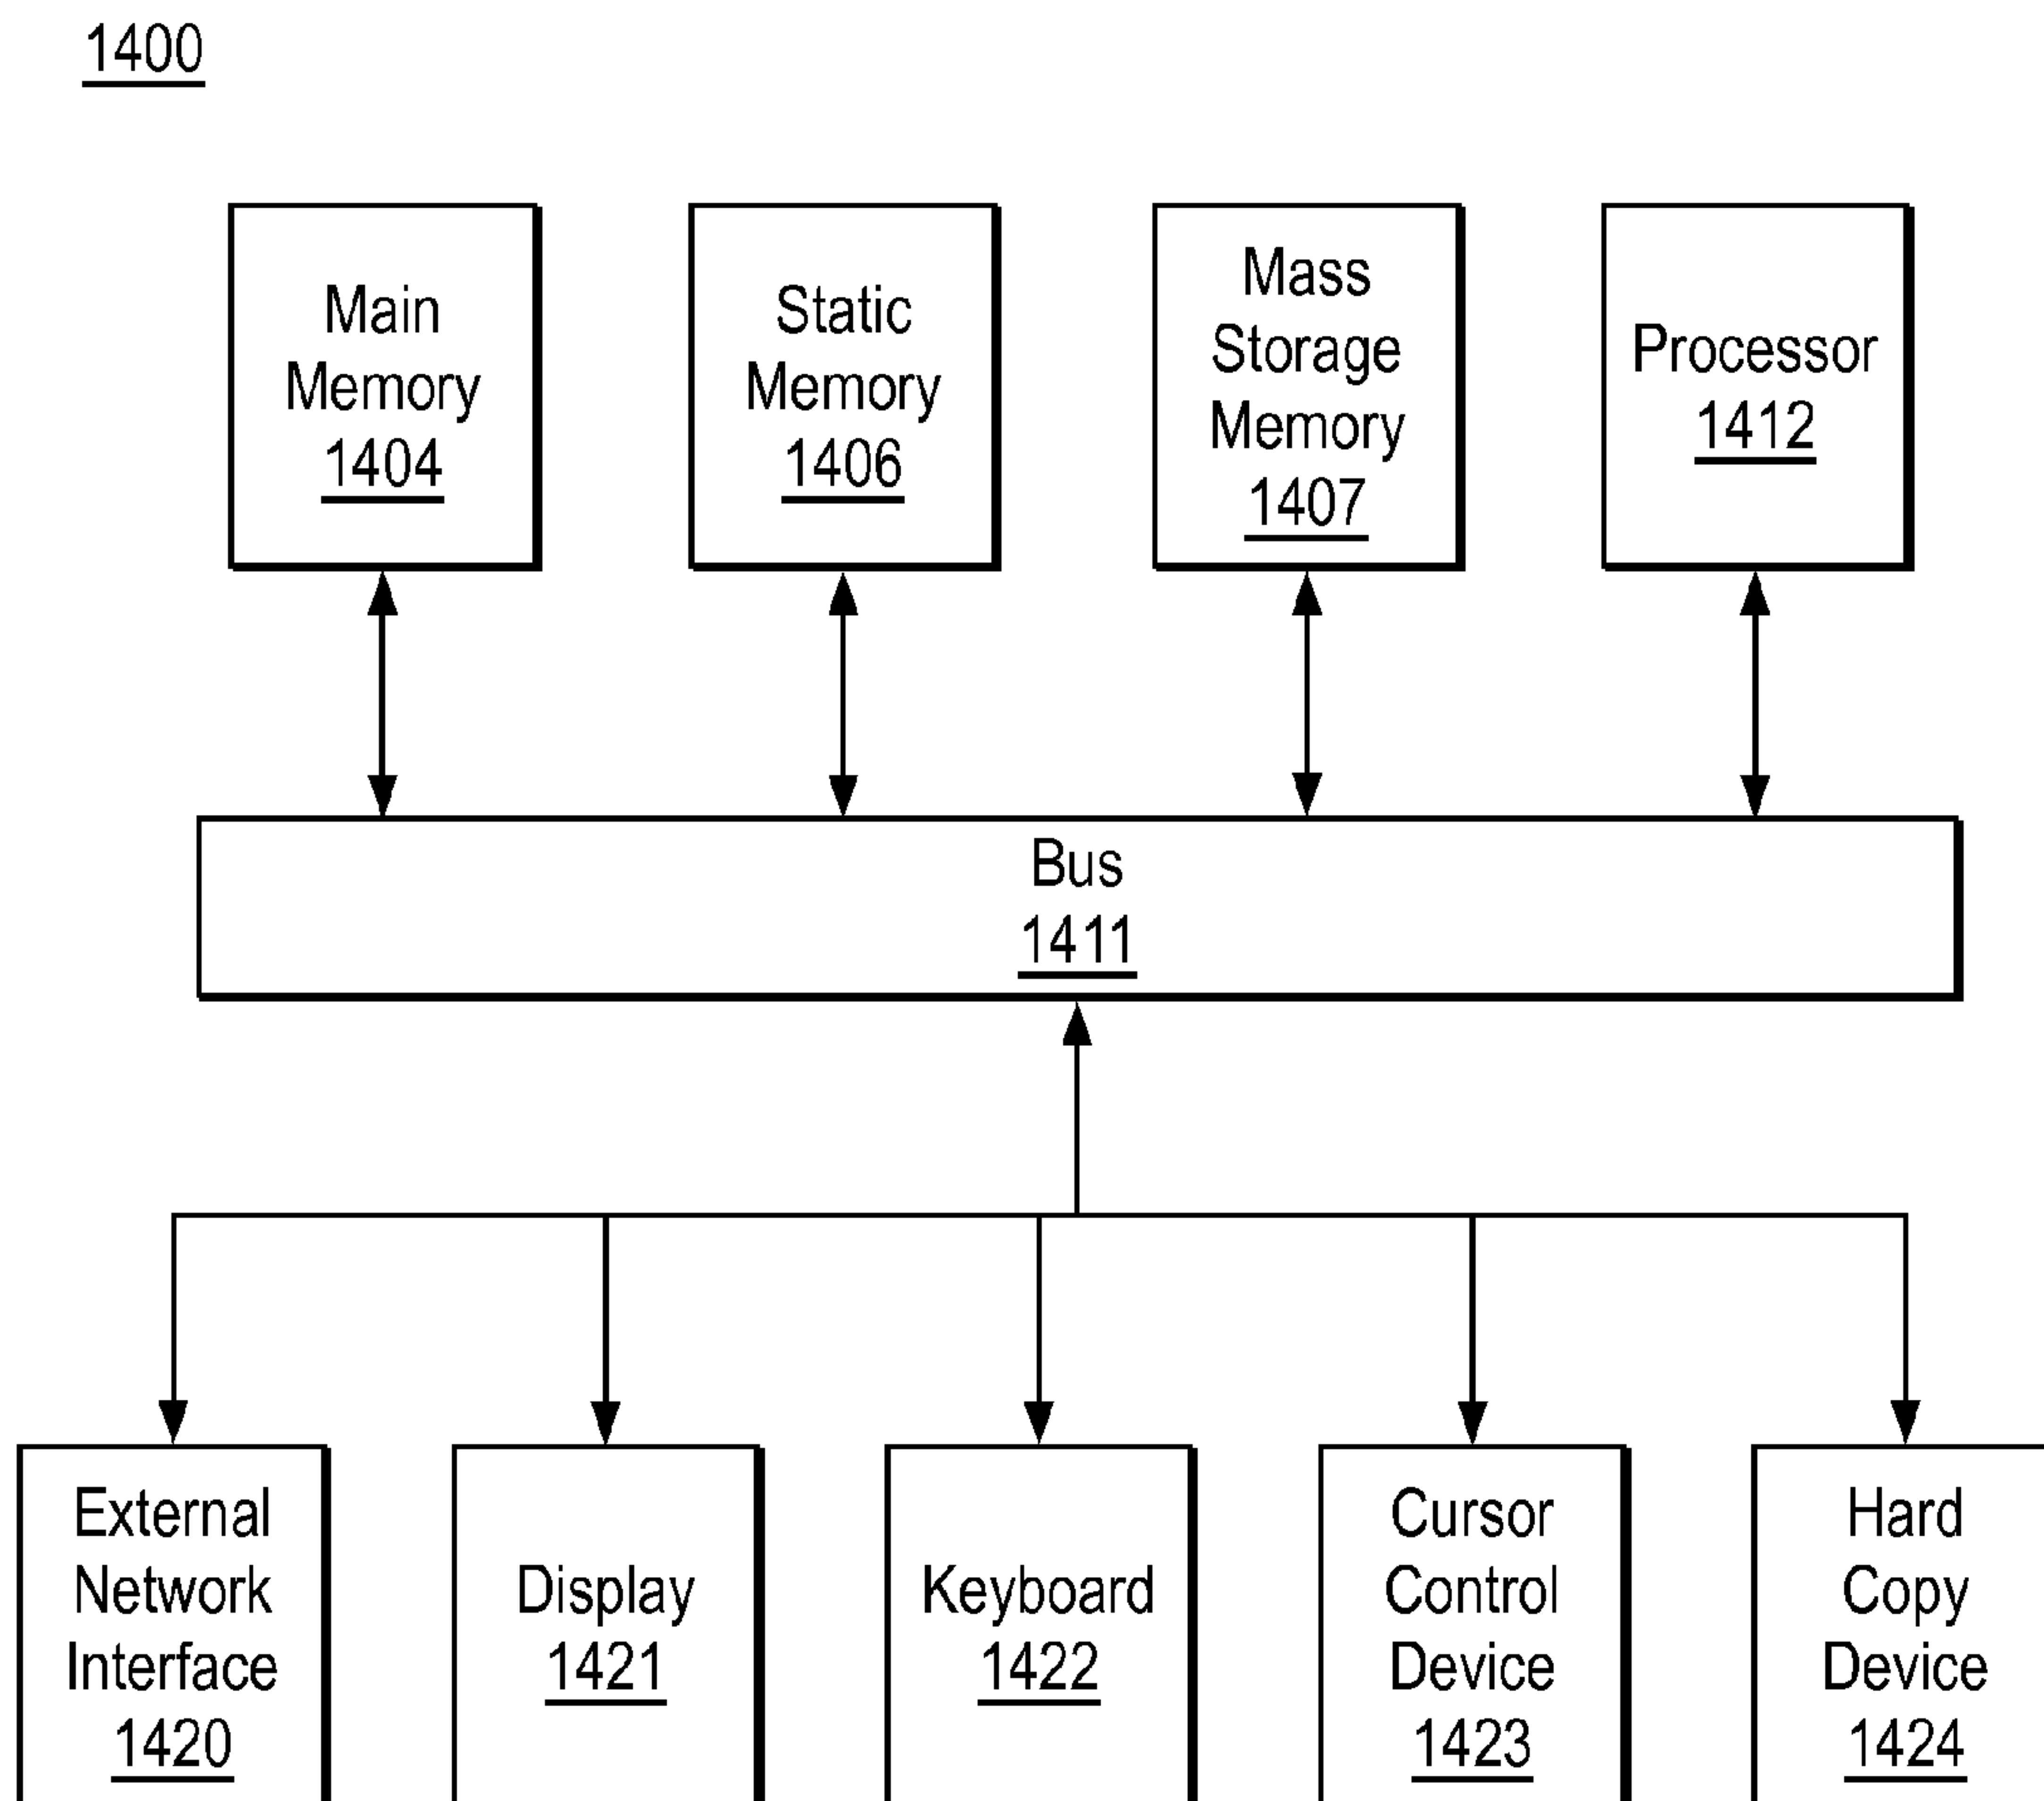 1400
Main
Memory
1404
Static
Memory
1406
Mass
Storage
Memory
1407
Processor
1412
Bus
1411
External
Network
Interface
1420
Display
1421
Keyboard
1422
Cursor
Control
Device
1423
Hard
Copy
Device
1424